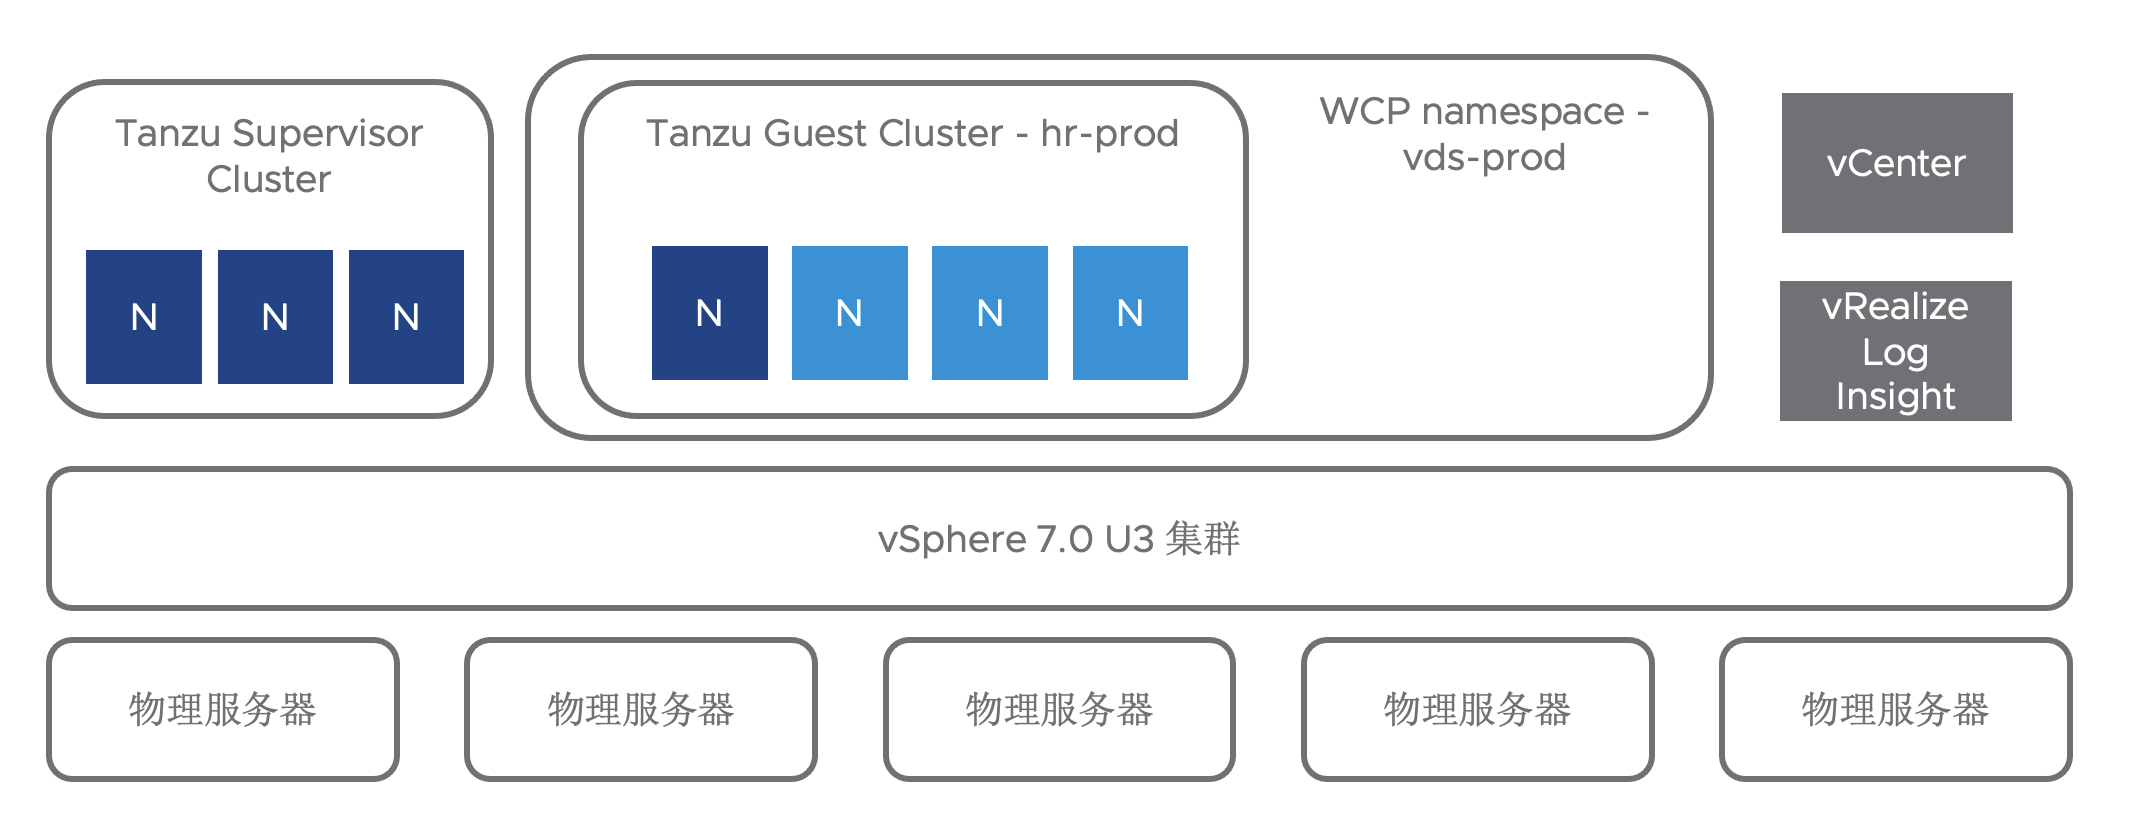 Tanzu Supervisor
Cluster
N
N
N
Tanzu Guest Cluster - hr-prod
N
N
N
N
WCP namespace -
vds-prod
vCenter
vRealize
Log
Insight
vSphere 7.0 U3 集群
物理服务器
物理服务器
物理服务器
物理服务器
物理服务器